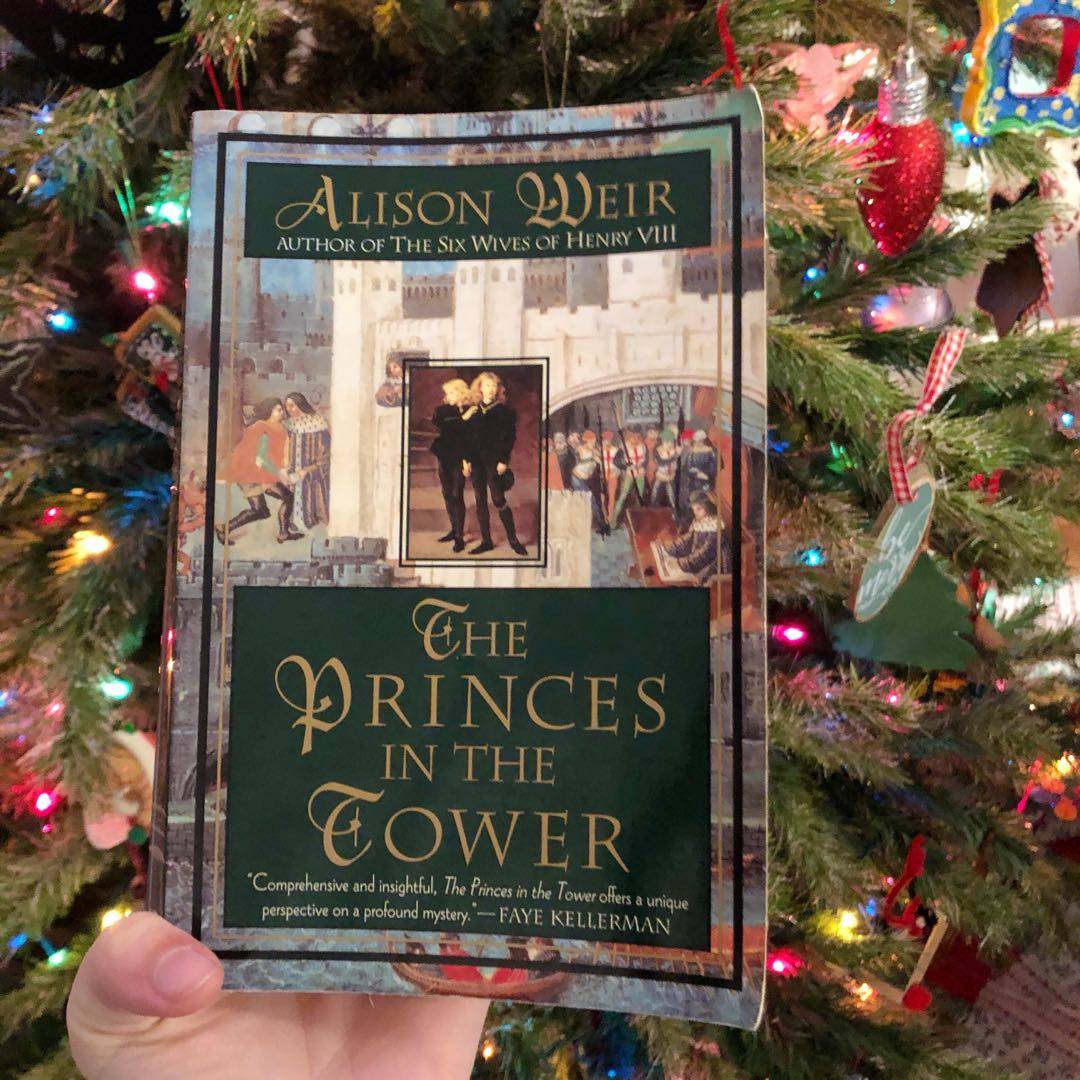 ALISON WEIR
AUTHOR OF THE SIX WIVES OF HENRY VIII
THE
PRINCES
IN THE
TOWER
"Comprehensive and insightful, The Princes in the Tower offers a unique
perspective on a profound mystery."—FAYE KELLERMAN